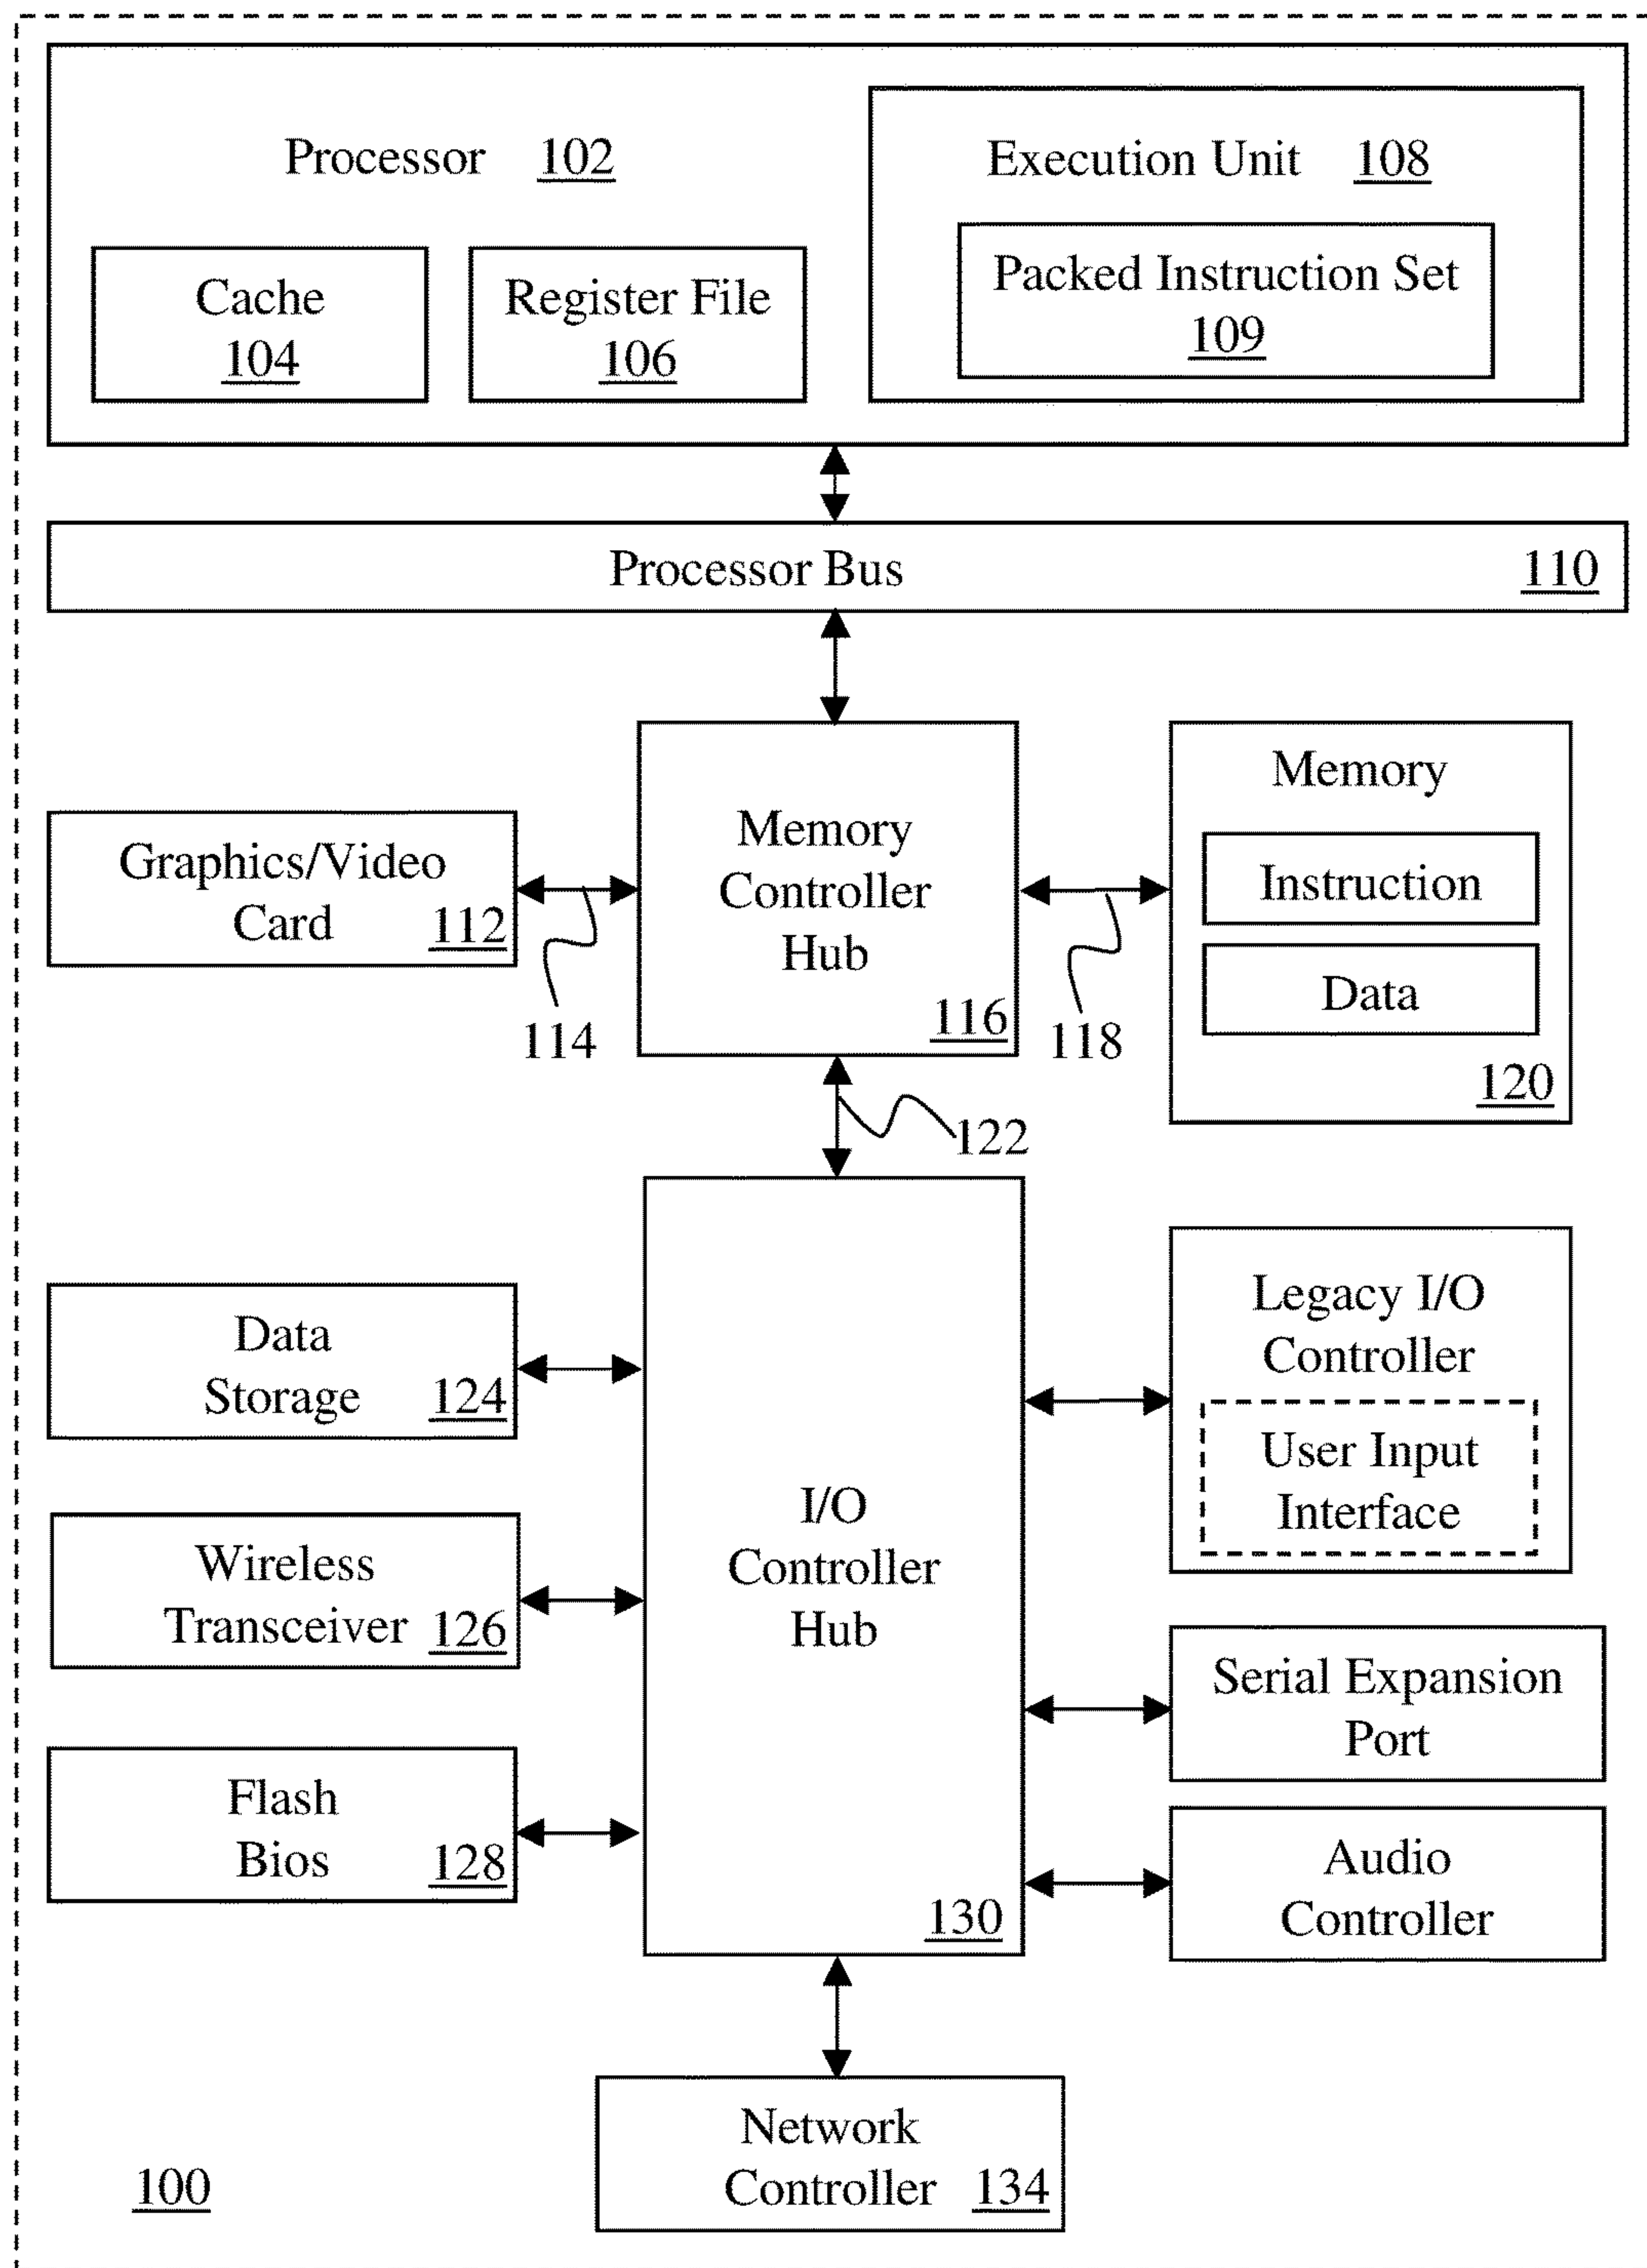 Processor 102
Execution Unit 108
Cache
104
Register File
106
Packed Instruction Set
109
Processor Bus 110
Graphics/Video
Card 112
114
Memory
Controller
Hub
116
118
Memory
Instruction
Data
120
122
Data
Storage 124
Wireless
Transceiver 126
Flash
Bios 128
I/O
Controller
Hub
130
Legacy I/O
Controller
User Input
Interface
Serial Expansion
Port
Audio
Controller
Network
Controller 134
100